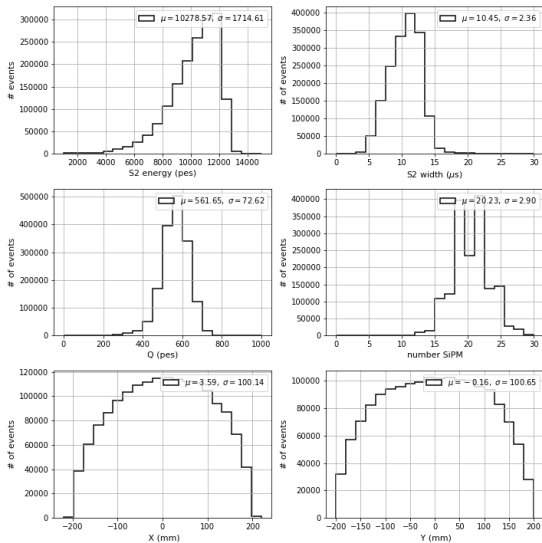 μ = 10278.57, σ = 1714.61
# events
300000
250000
200000
150000
100000
50000
0
2000 4000 6000 8000 10000 12000 14000
S2 energy (pes)
μ = 10.45, σ = 2.36
# of events
400000
350000
300000
250000
200000
150000
100000
50000
0
0 5 10 15 20 25 30
S2 width (μs)
μ = 561.65, σ = 72.62
# of events
500000
400000
300000
200000
100000
0
0 200 400 600 800 1000
Q (pes)
μ = 20.23, σ = 2.90
# of events
400000
350000
300000
250000
200000
150000
100000
50000
0
0 5 10 15 20 25 30
number SiPM
μ = 3.59, σ = 100.14
# of events
120000
100000
80000
60000
40000
20000
0
−200 −100 0 100 200
X (mm)
μ = −0.16, σ = 100.65
# of events
100000
80000
60000
40000
20000
0
−200 −150 −100 −50 0 50 100 150 200
Y (mm)